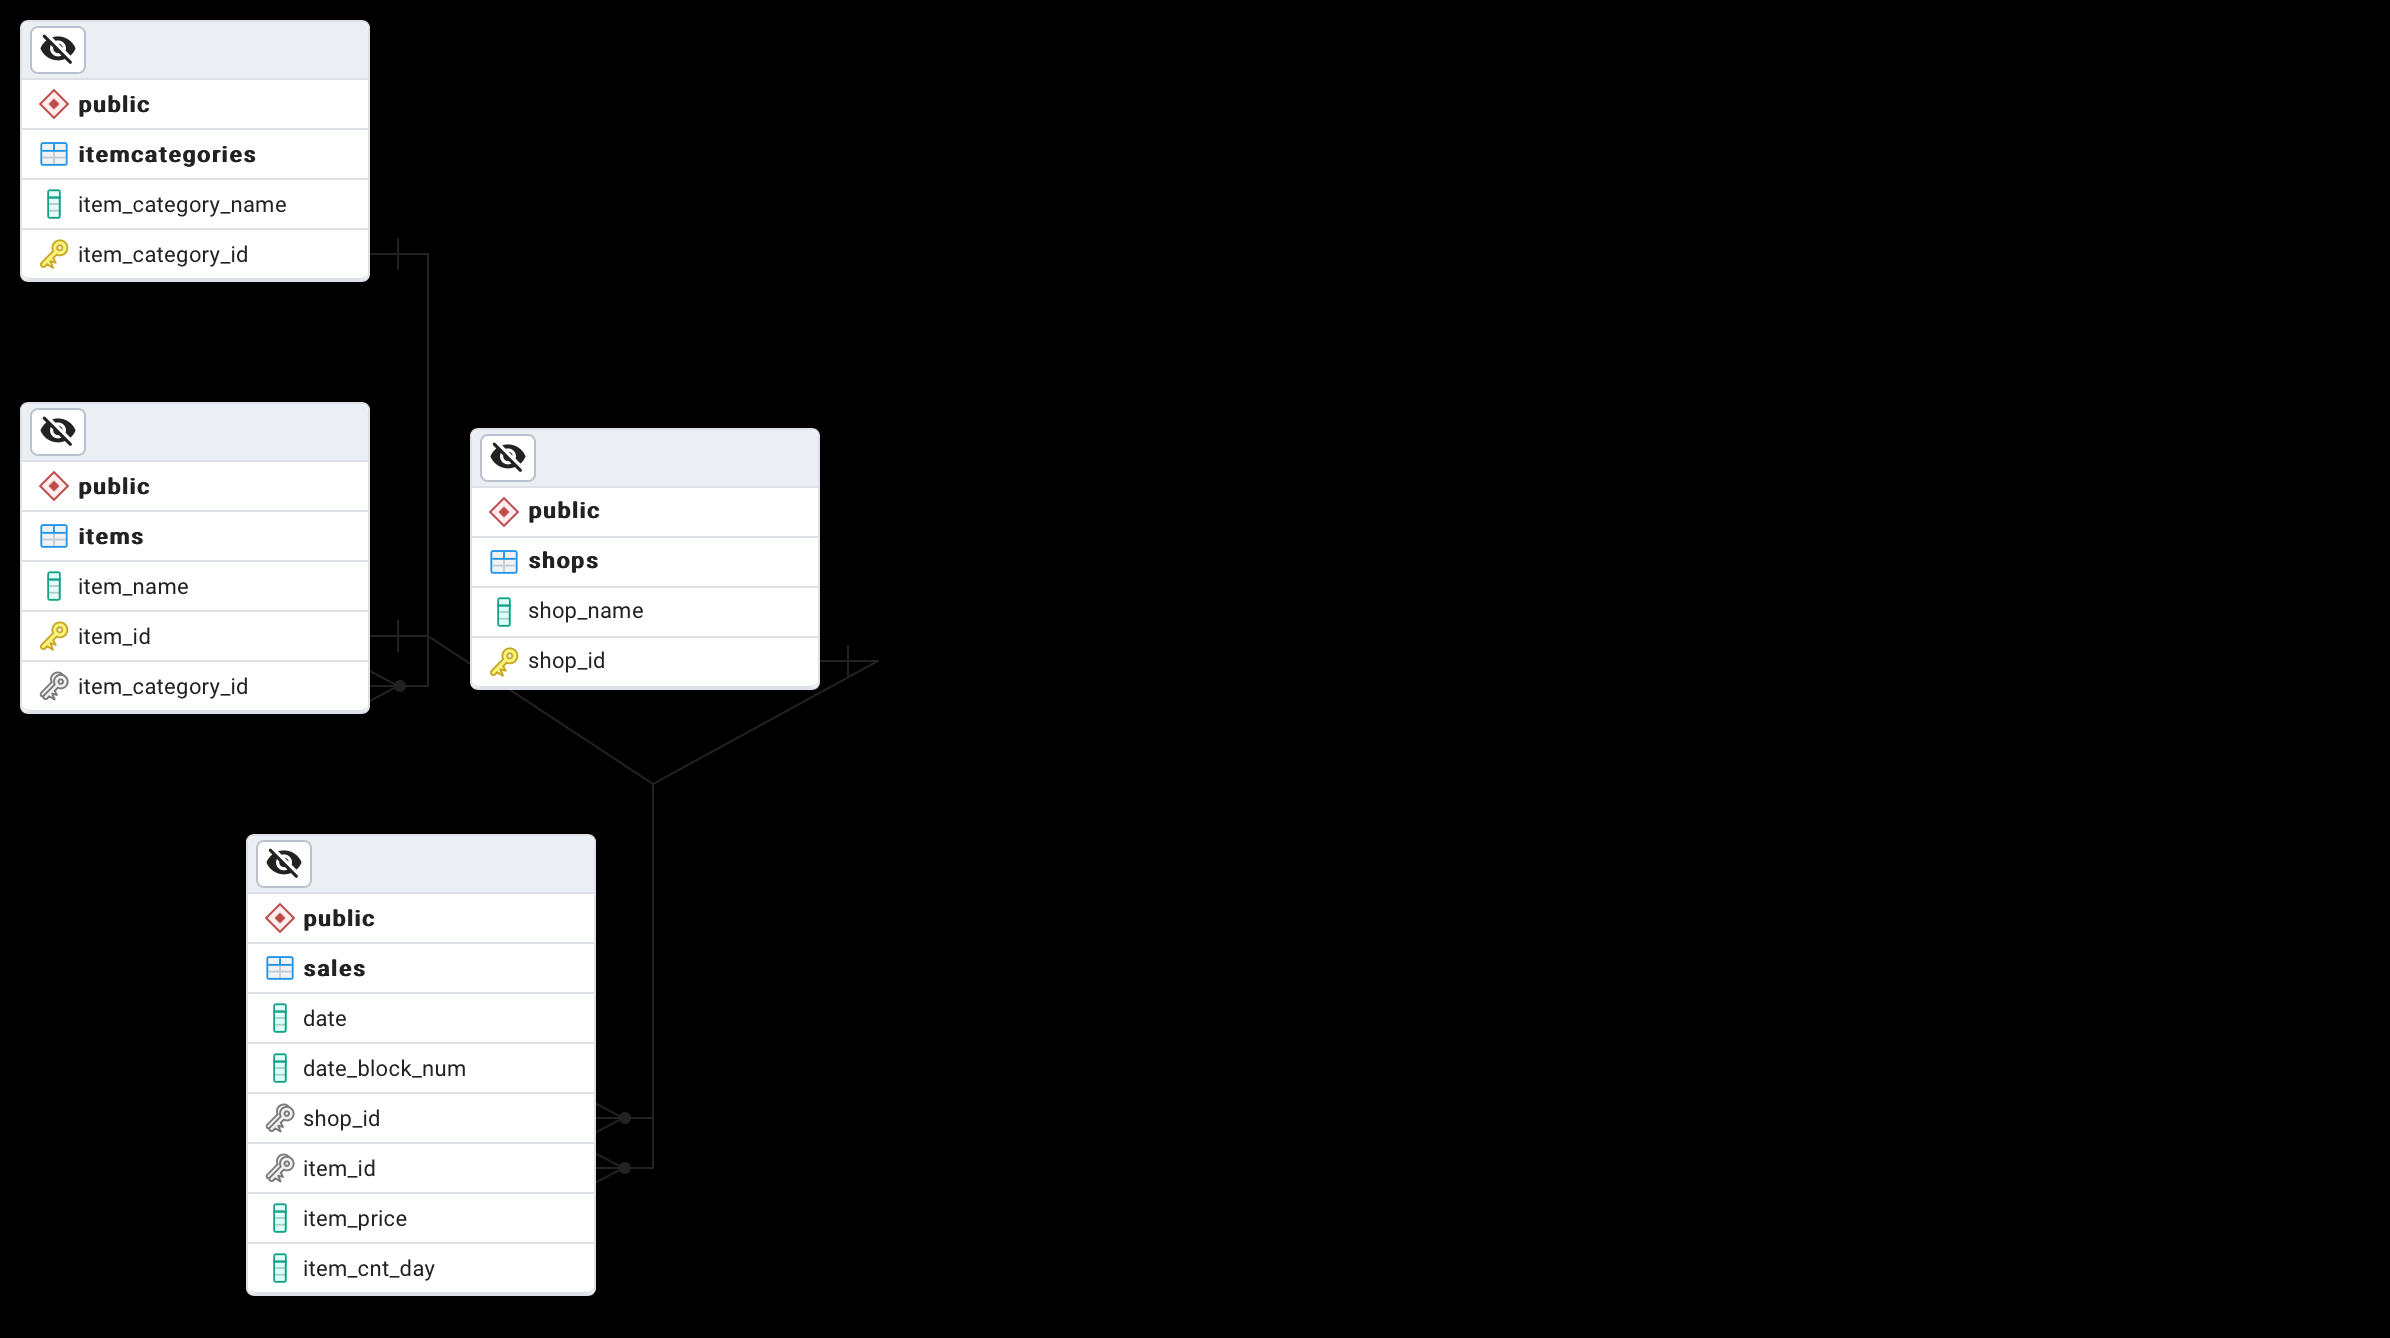 public
itemcategories
item_category_name
item_category_id
public
items
item_name
item_id
item_category_id
public
shops
shop_name
shop_id
public
sales
date
date_block_num
shop_id
item_id
item_price
item_cnt_day